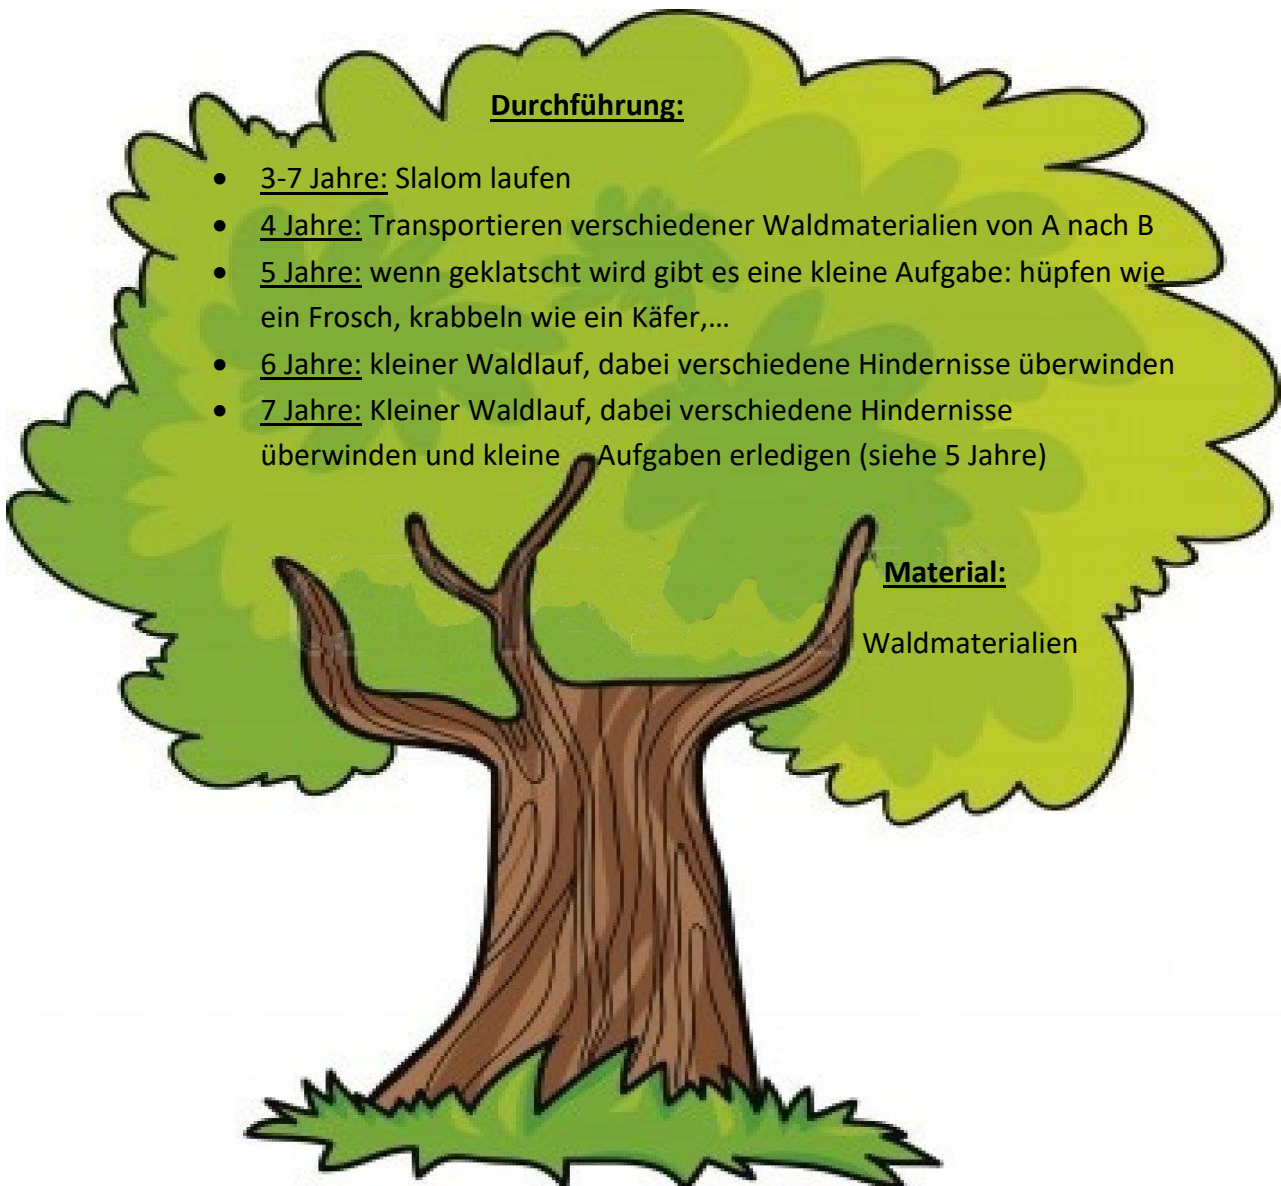 Durchführung:
• 3-7 Jahre: Slalom laufen
• 4 Jahre: Transportieren verschiedener Waldmaterialien von A nach B
• 5 Jahre: wenn geklatscht wird gibt es eine kleine Aufgabe: hüpfen wie
ein Frosch, krabbeln wie ein Käfer,…
• 6 Jahre: kleiner Waldlauf, dabei verschiedene Hindernisse überwinden
• 7 Jahre: Kleiner Waldlauf, dabei verschiedene Hindernisse
überwinden und kleine Aufgaben erledigen (siehe 5 Jahre)
Material:
Waldmaterialien